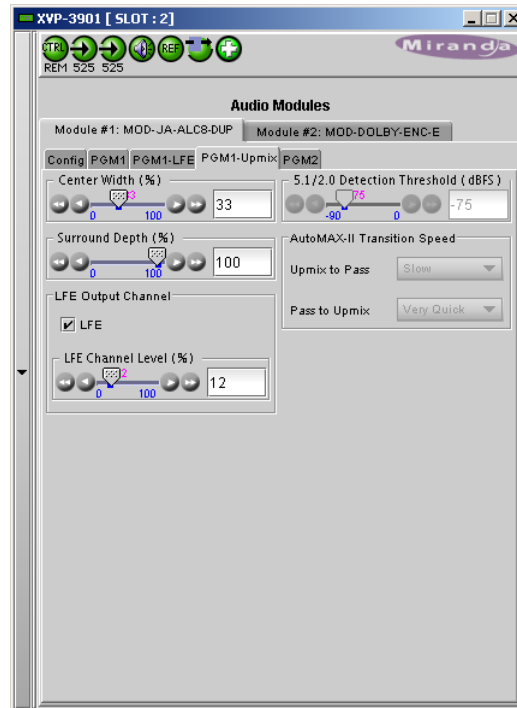 XVP-3901 [ SLOT : 2]
CTRL REF
REM 525 525
Miranda
Audio Modules
Module #1: MOD-JA-ALC8-DUP Module #2: MOD-DOLBY-ENC-E
Config PGM1 PGM1-LFE PGM1-Upmix PGM2
Center Width (%)
0 100 33
5.1/2.0 Detection Threshold ( dBFS )
75
-90 0 -75
Surround Depth (%)
0 100 100
AutoMAX-II Transition Speed
Upmix to Pass Slow
Pass to Upmix Very Quick
LFE Output Channel
LFE
LFE Channel Level (%)
2
0 100 12